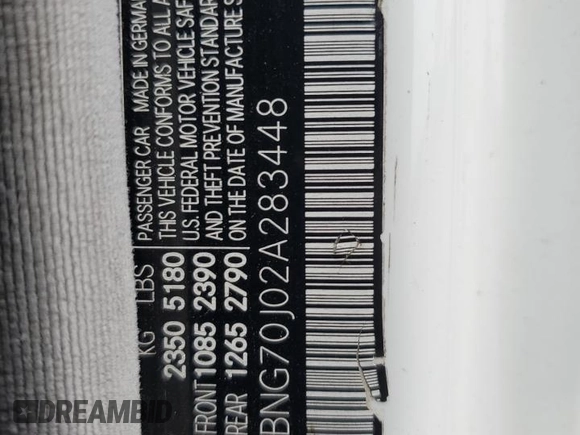 PASSENGER CAR MADE IN GERMAN
THIS VEHICLE CONFORMS TO ALL A
U.S. FEDERAL MOTOR VEHICLE SAF
AND THEFT PREVENTION STANDAR
ON THE DATE OF MANUFACTURE S
KG LBS
2350 5180
FRONT 1085 2390
REAR 1265 2790
BNG70J02A283448
DREAMBID